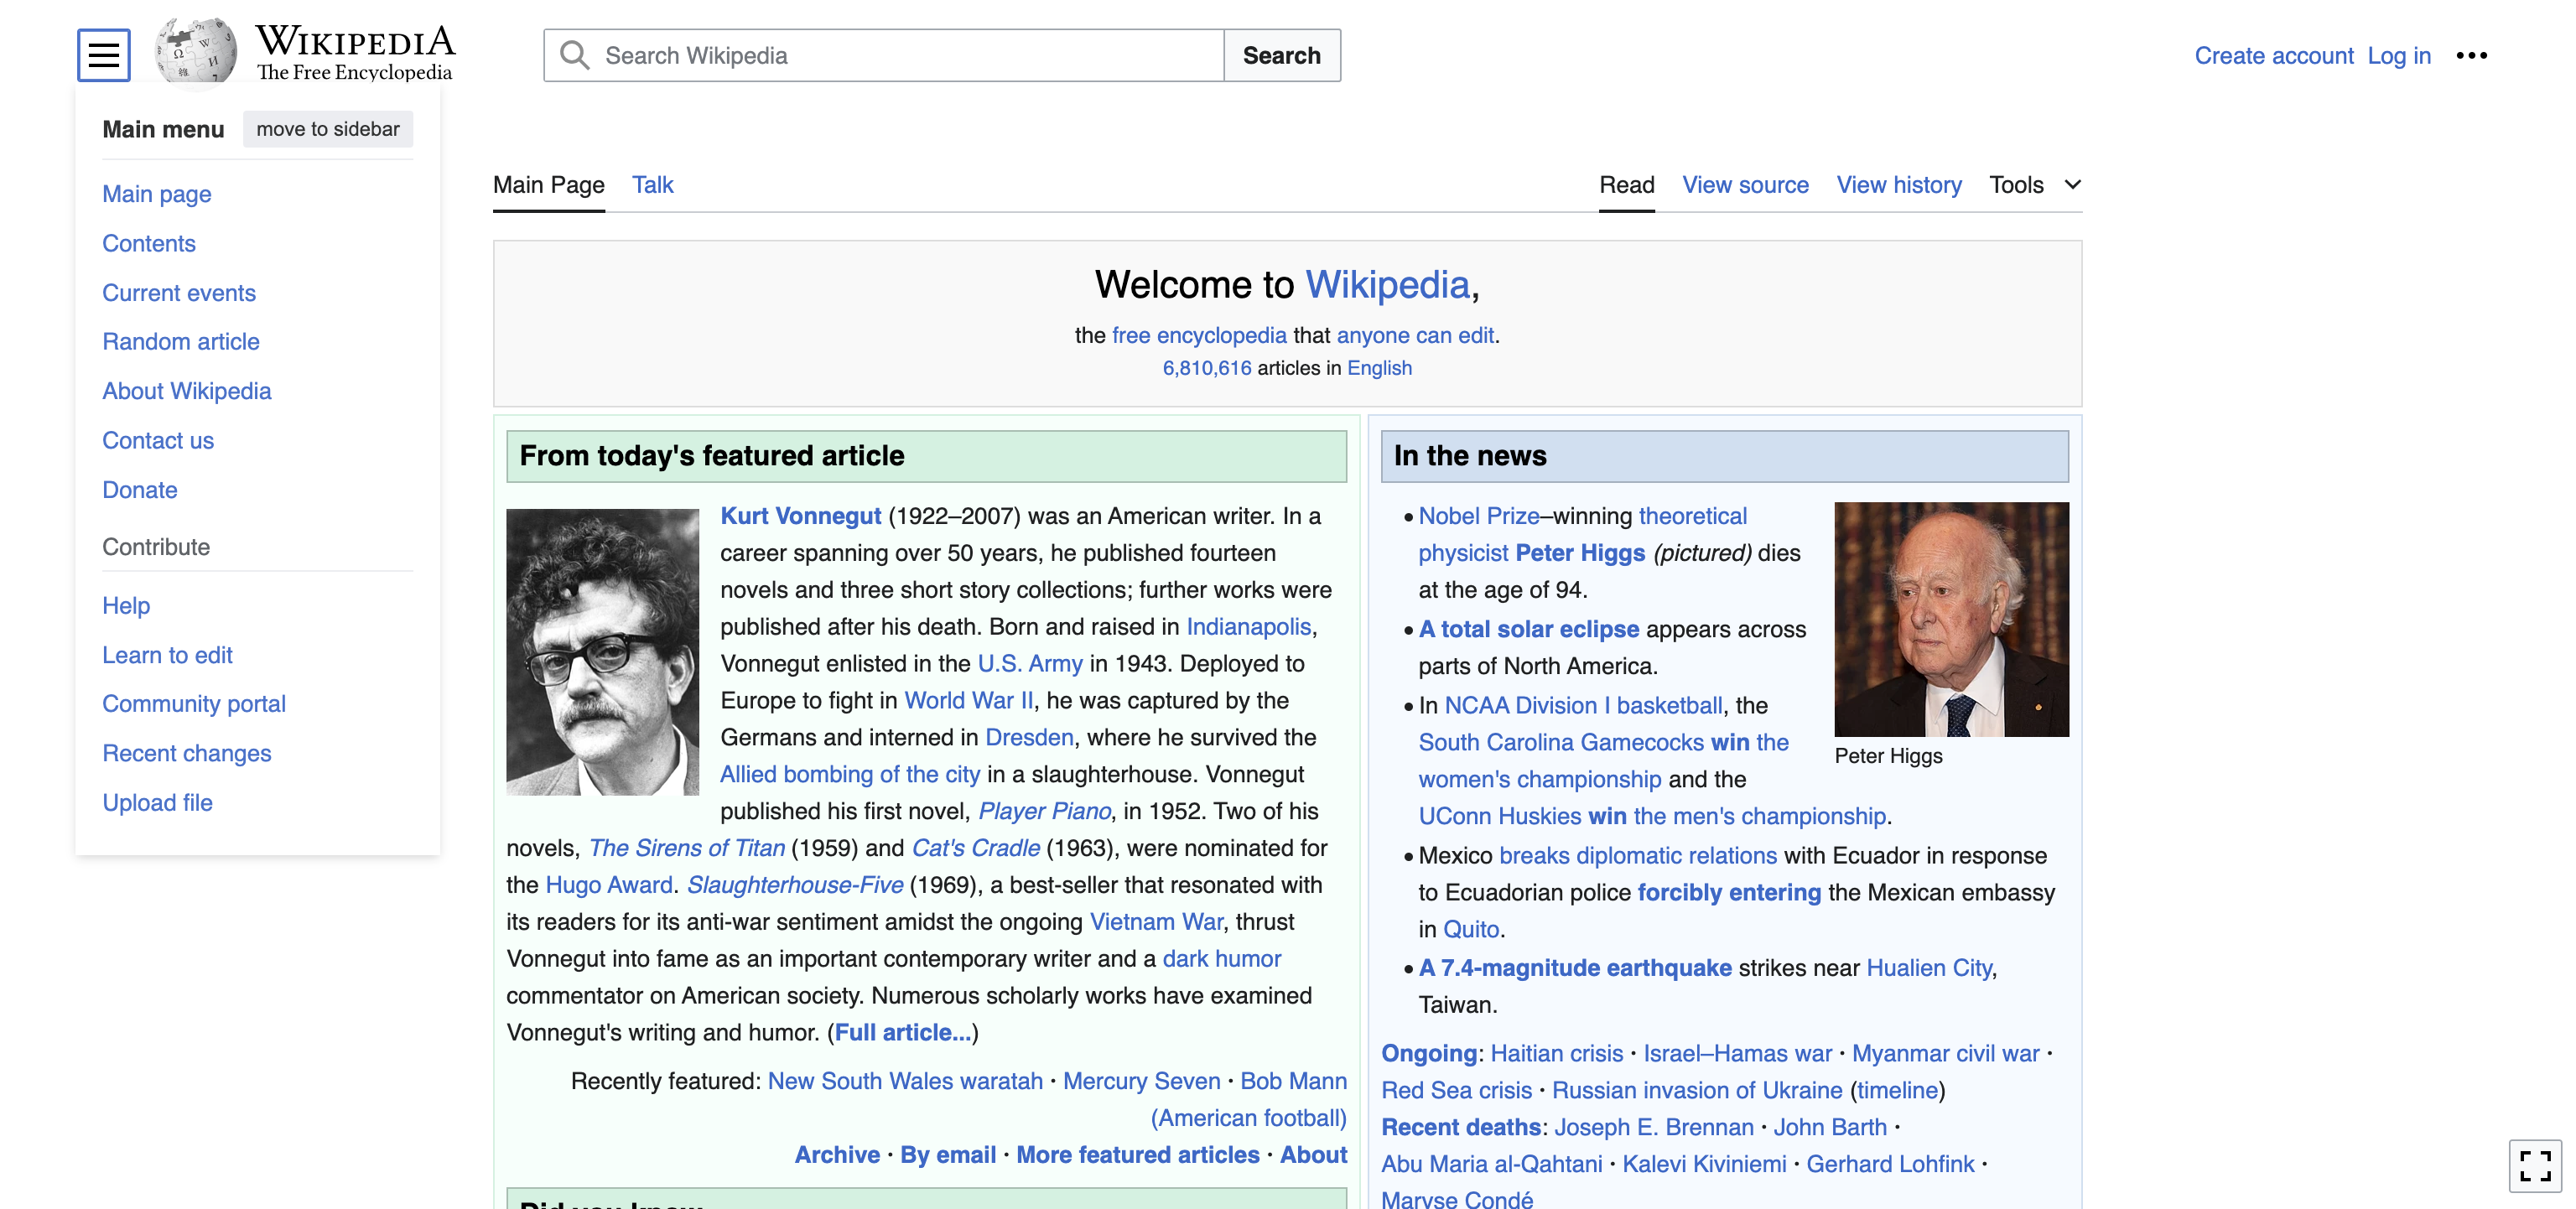 WIKIPEDIA
The Free Encyclopedia
Search Wikipedia
Search
Create account Log in
Main menu move to sidebar
Main page
Contents
Current events
Random article
About Wikipedia
Contact us
Donate
Contribute
Help
Learn to edit
Community portal
Recent changes
Upload file
Main Page Talk
Read View source View history Tools
Welcome to Wikipedia,
the free encyclopedia that anyone can edit.
6,810,616 articles in English
From today's featured article
Kurt Vonnegut (1922–2007) was an American writer. In a
career spanning over 50 years, he published fourteen
novels and three short story collections; further works were
published after his death. Born and raised in Indianapolis,
Vonnegut enlisted in the U.S. Army in 1943. Deployed to
Europe to fight in World War II, he was captured by the
Germans and interned in Dresden, where he survived the
Allied bombing of the city in a slaughterhouse. Vonnegut
published his first novel, Player Piano, in 1952. Two of his
novels, The Sirens of Titan (1959) and Cat's Cradle (1963), were nominated for
the Hugo Award. Slaughterhouse-Five (1969), a best-seller that resonated with
its readers for its anti-war sentiment amidst the ongoing Vietnam War, thrust
Vonnegut into fame as an important contemporary writer and a dark humor
commentator on American society. Numerous scholarly works have examined
Vonnegut's writing and humor. (Full article...)
Recently featured: New South Wales waratah · Mercury Seven · Bob Mann
(American football)
Archive · By email · More featured articles · About
Did you know
In the news
• Nobel Prize–winning theoretical
physicist Peter Higgs (pictured) dies
at the age of 94.
• A total solar eclipse appears across
parts of North America.
• In NCAA Division I basketball, the
South Carolina Gamecocks win the
women's championship and the
UConn Huskies win the men's championship.
Peter Higgs
• Mexico breaks diplomatic relations with Ecuador in response
to Ecuadorian police forcibly entering the Mexican embassy
in Quito.
• A 7.4-magnitude earthquake strikes near Hualien City,
Taiwan.
Ongoing: Haitian crisis · Israel–Hamas war · Myanmar civil war ·
Red Sea crisis · Russian invasion of Ukraine (timeline)
Recent deaths: Joseph E. Brennan · John Barth ·
Abu Maria al-Qahtani · Kalevi Kiviniemi · Gerhard Lohfink ·
Maryse Condé